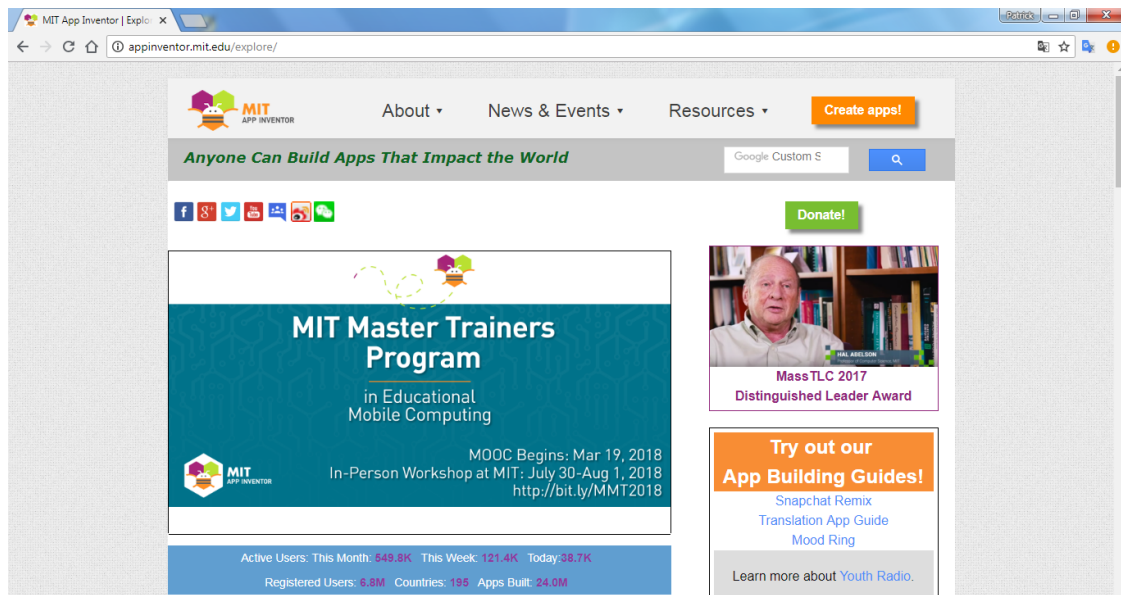 MIT App Inventor | Explo
Patrick
appinventor.mit.edu/explore/
MIT
APP INVENTOR
About
News & Events
Resources
Create apps!
Anyone Can Build Apps That Impact the World
Google Custom S
Donate!
MIT Master Trainers
Program
in Educational
Mobile Computing
MOOC Begins: Mar 19, 2018
In-Person Workshop at MIT: July 30-Aug 1, 2018
http://bit.ly/MMT2018
MIT
APP INVENTOR
HAL ABELSON
MassTLC 2017
Distinguished Leader Award
Try out our
App Building Guides!
Snapchat Remix
Translation App Guide
Mood Ring
Learn more about Youth Radio.
Active Users: This Month: 549.8K This Week: 121.4K Today:38.7K
Registered Users: 6.8M Countries: 195 Apps Built: 24.0M